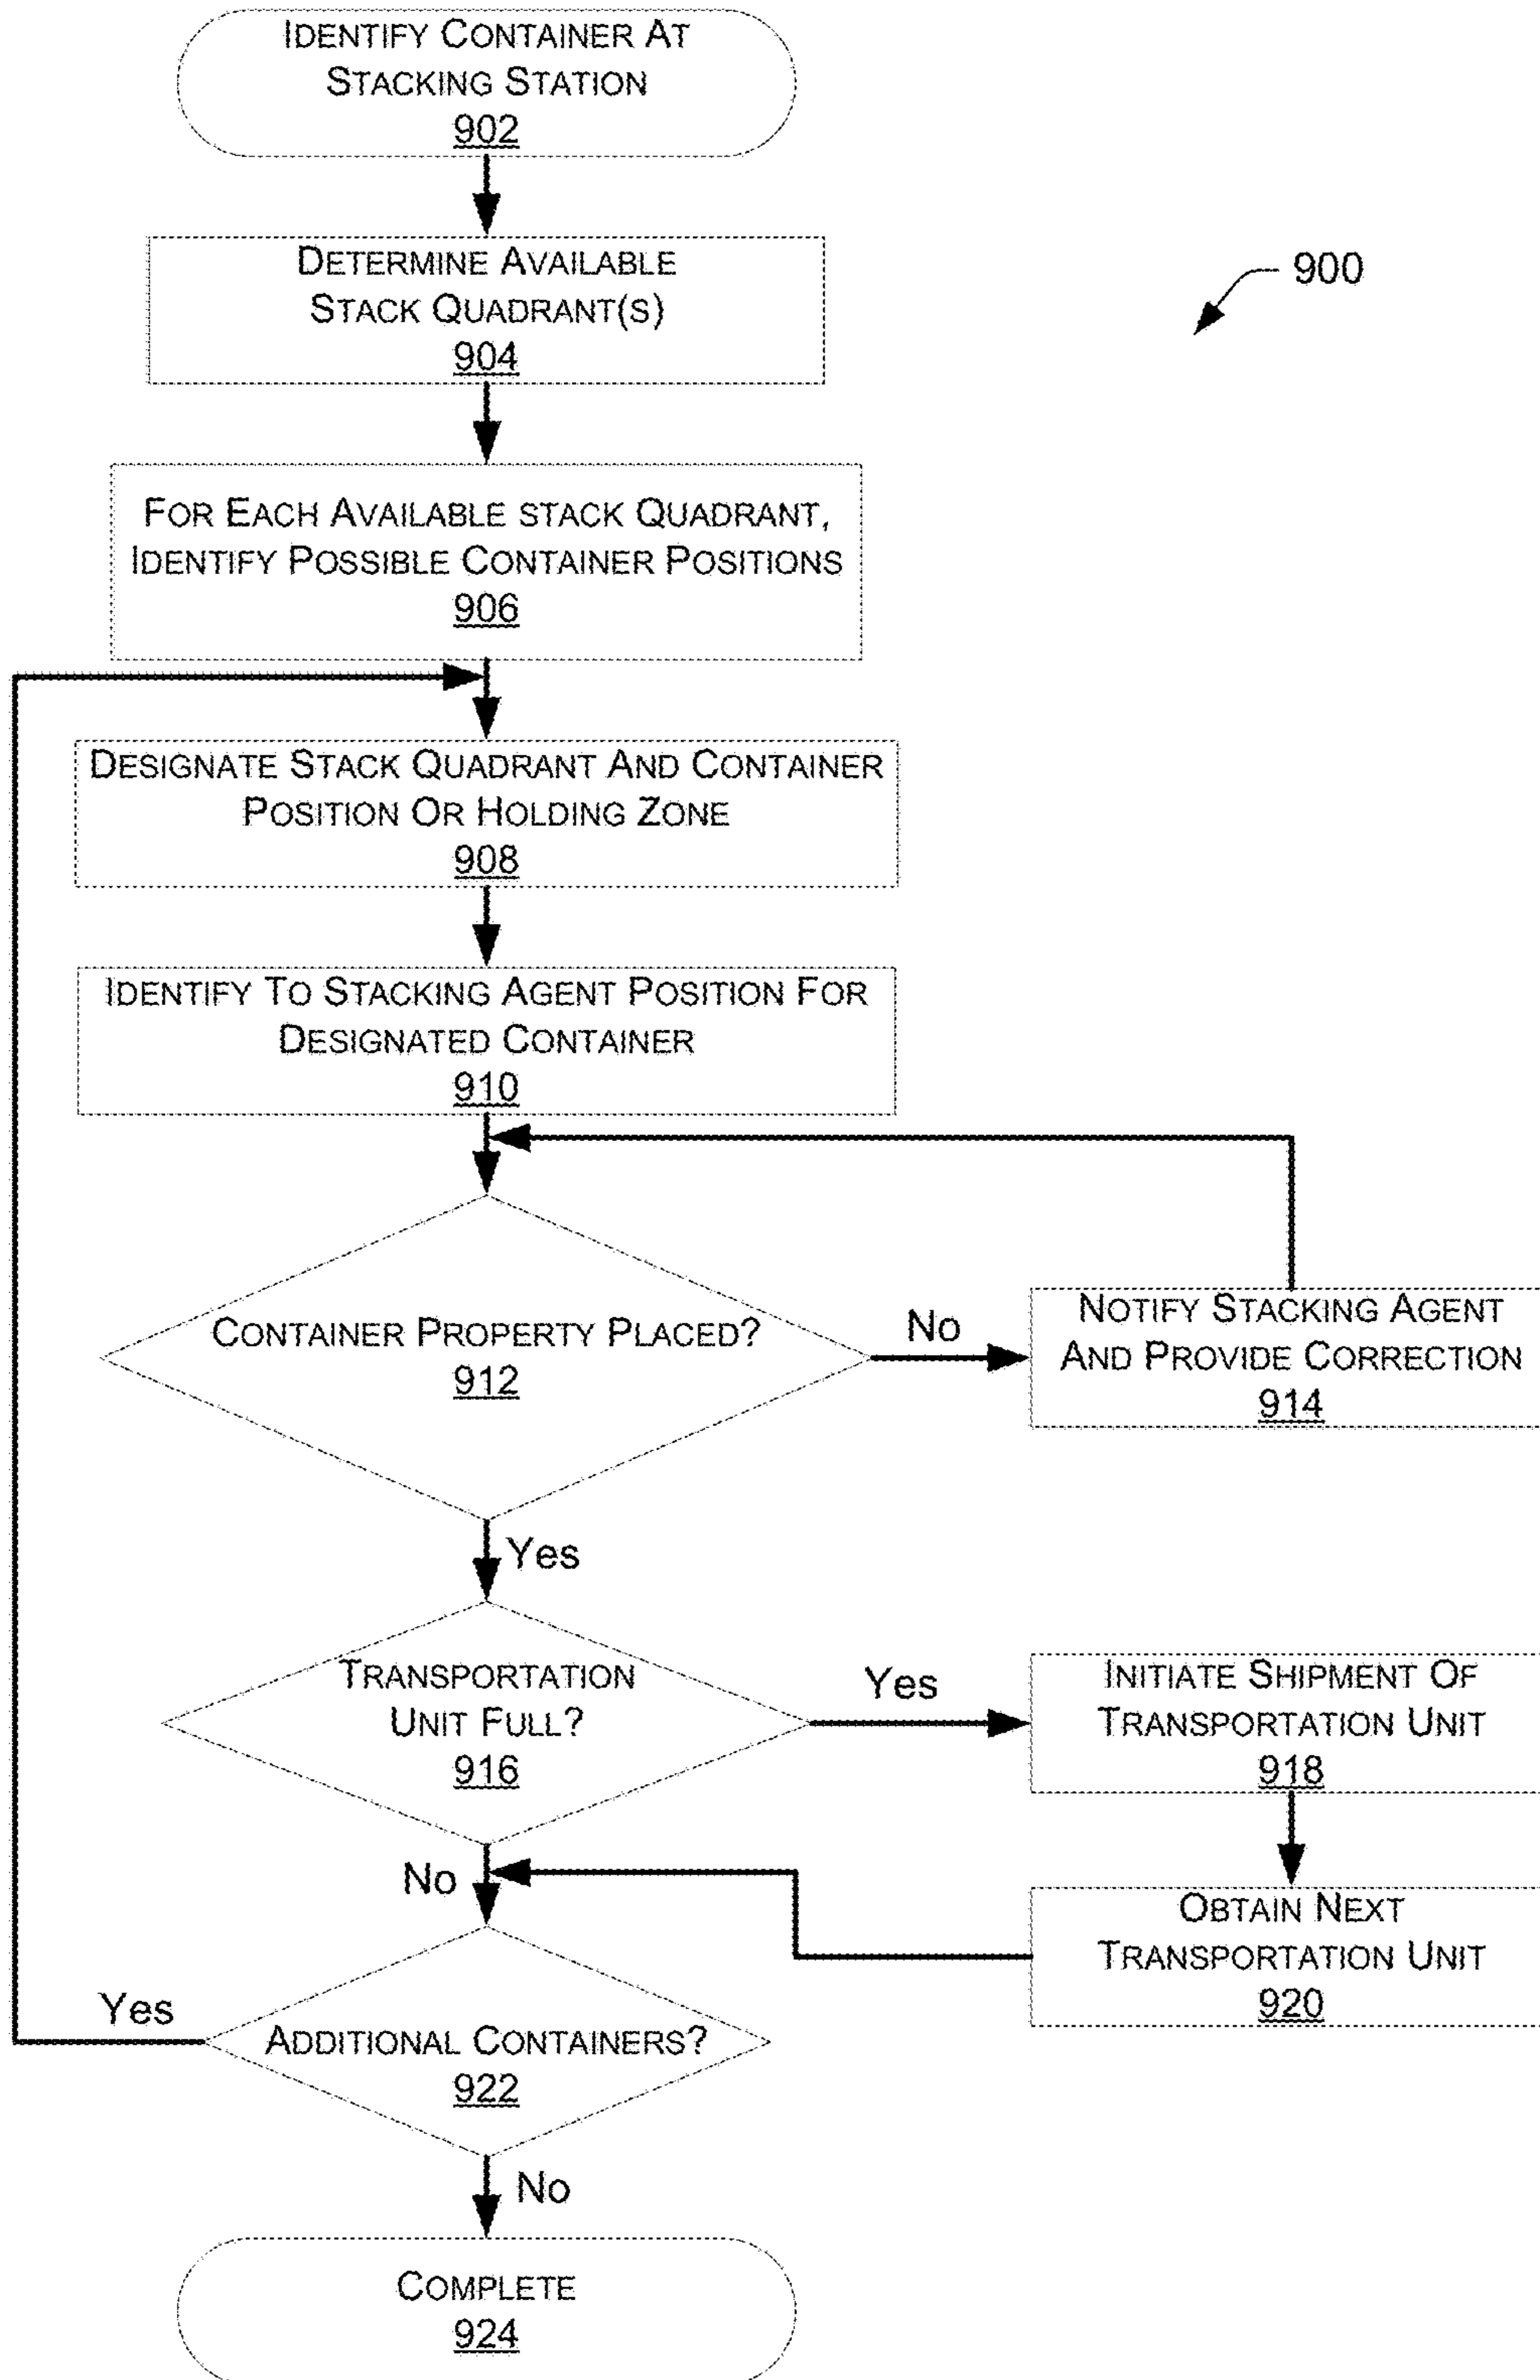 IDENTIFY CONTAINER AT
STACKING STATION
902
DETERMINE AVAILABLE
STACK QUADRANT(S)
904
900
FOR EACH AVAILABLE STACK QUADRANT,
IDENTIFY POSSIBLE CONTAINER POSITIONS
906
DESIGNATE STACK QUADRANT AND CONTAINER
POSITION OR HOLDING ZONE
908
IDENTIFY TO STACKING AGENT POSITION FOR
DESIGNATED CONTAINER
910
CONTAINER PROPERTY PLACED?
912
No
NOTIFY STACKING AGENT
AND PROVIDE CORRECTION
914
Yes
TRANSPORTATION
UNIT FULL?
916
Yes
INITIATE SHIPMENT OF
TRANSPORTATION UNIT
918
No
OBTAIN NEXT
TRANSPORTATION UNIT
920
Yes
ADDITIONAL CONTAINERS?
922
No
COMPLETE
924